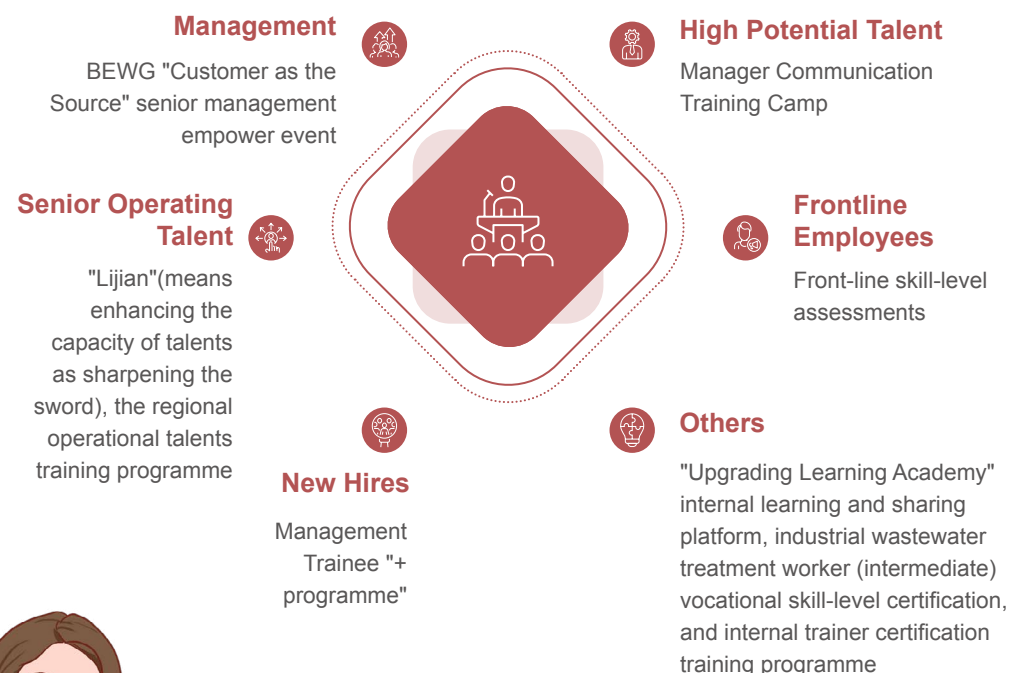 Management
BEWG "Customer as the
Source" senior management
empower event
High Potential Talent
Manager Communication
Training Camp
Senior Operating
Talent
"Lijian"(means
enhancing the
capacity of talents
as sharpening the
sword), the regional
operational talents
training programme
Frontline
Employees
Front-line skill-level
assessments
New Hires
Management
Trainee "+
programme"
Others
"Upgrading Learning Academy"
internal learning and sharing
platform, industrial wastewater
treatment worker (intermediate)
vocational skill-level certification,
and internal trainer certification
training programme